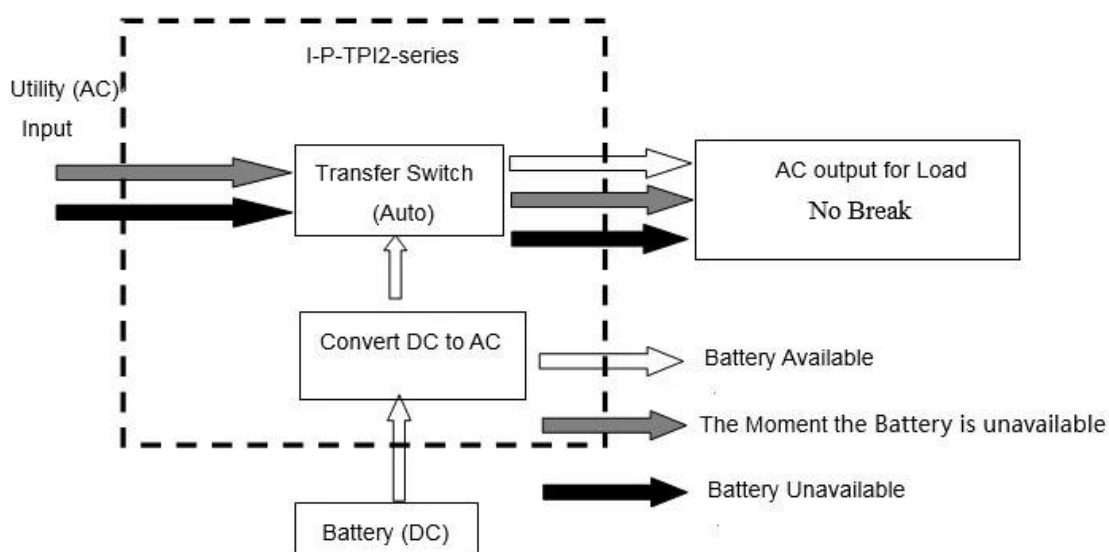 I-P-TPI2-series
Utility (AC)
Input
Transfer Switch
(Auto)
AC output for Load
No Break
Convert DC to AC
Battery Available
The Moment the Battery is unavailable
Battery Unavailable
Battery (DC)